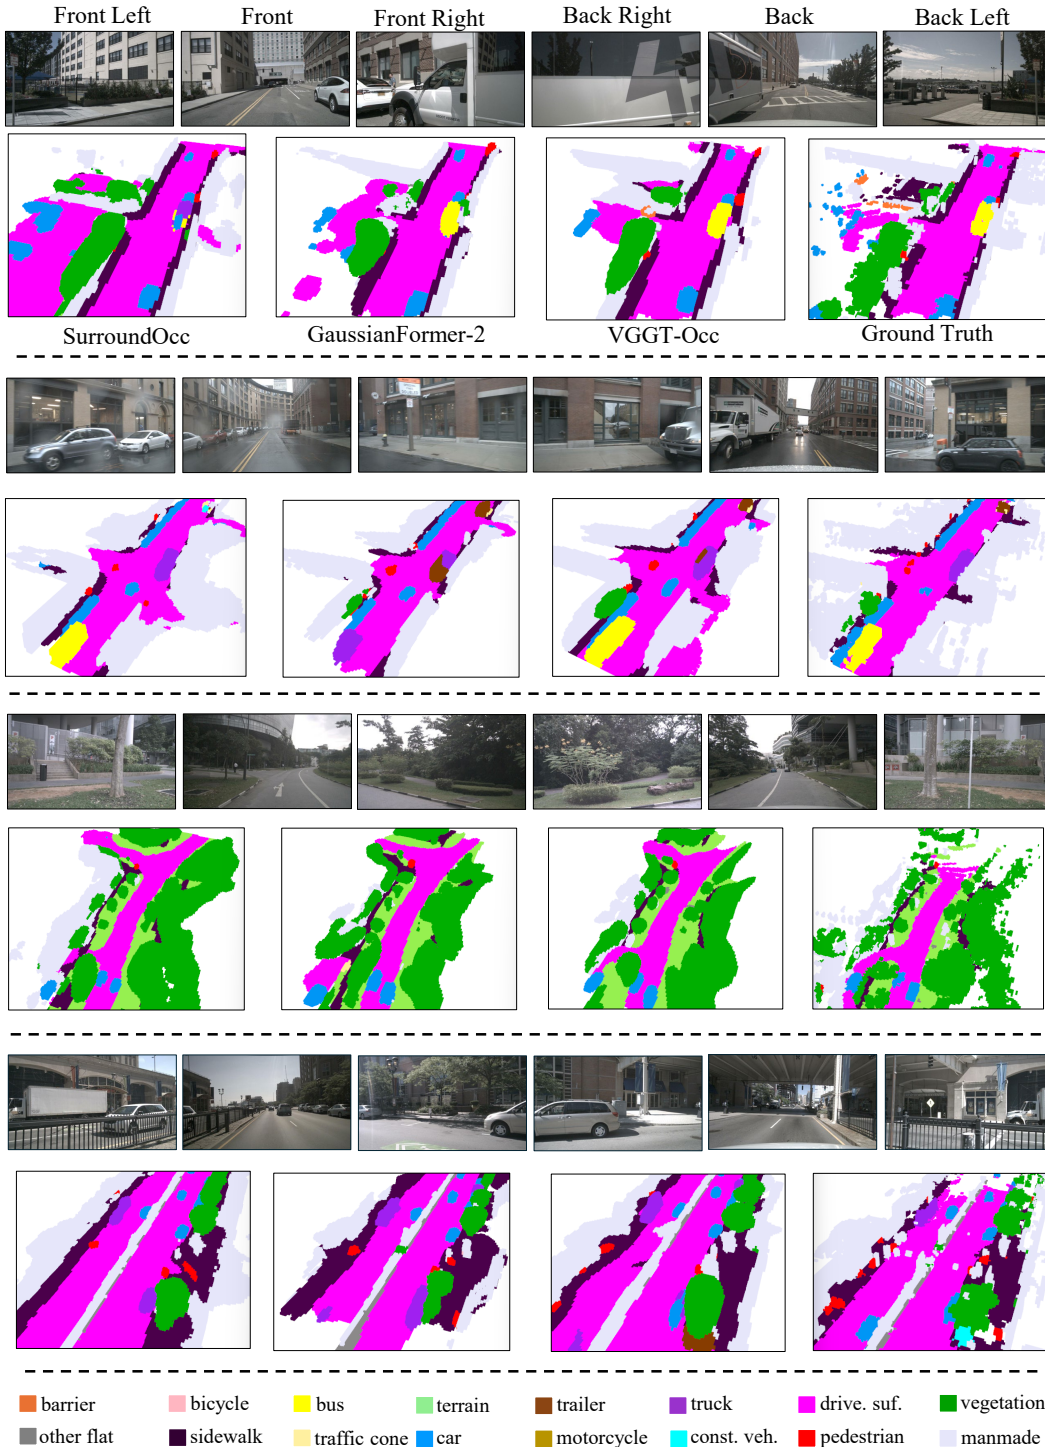 Front Left Front Front Right Back Right Back Back Left
SurroundOcc GaussianFormer-2 VGGT-Occ Ground Truth
barrier bicycle bus terrain trailer truck drive. suf. vegetation
other flat sidewalk traffic cone car motorcycle const. veh. pedestrian manmade